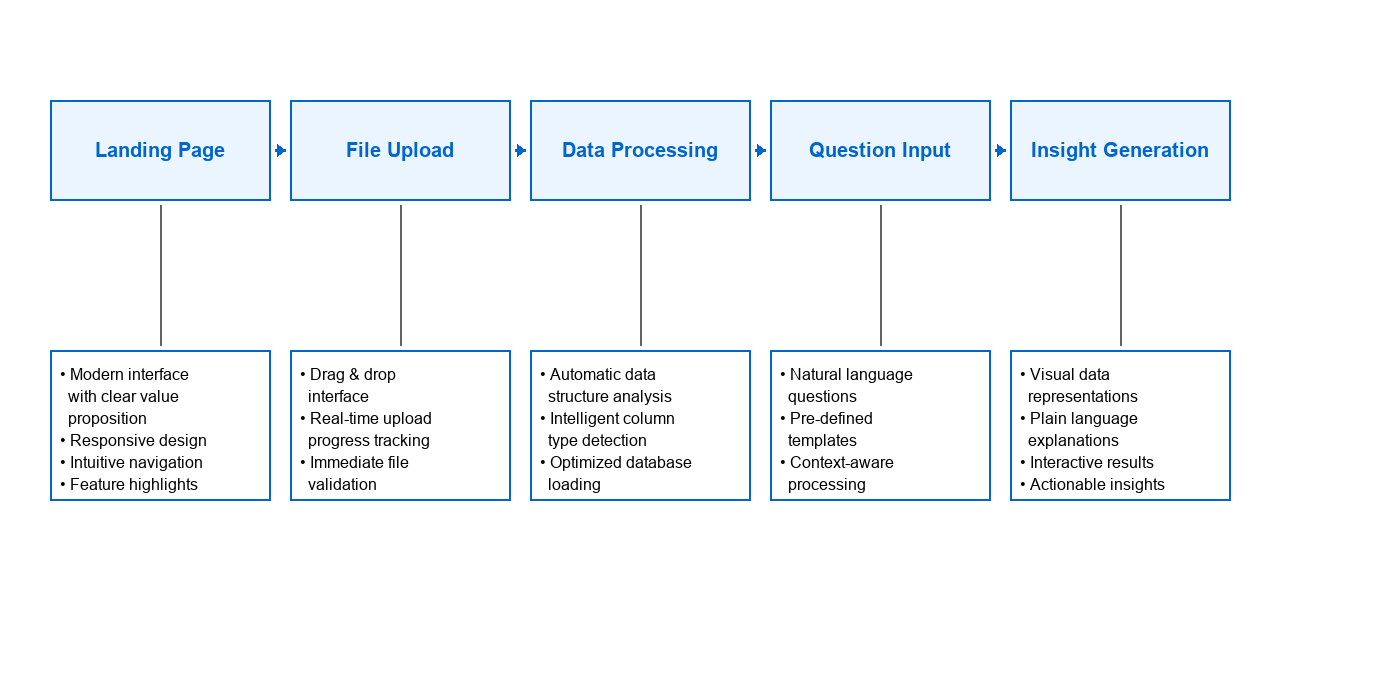 Landing Page
File Upload
Data Processing
Question Input
Insight Generation
• Modern interface
with clear value
proposition
• Responsive design
• Intuitive navigation
• Feature highlights
• Drag & drop
interface
• Real-time upload
progress tracking
• Immediate file
validation
• Automatic data
structure analysis
• Intelligent column
type detection
• Optimized database
loading
• Natural language
questions
• Pre-defined
templates
• Context-aware
processing
• Visual data
representations
• Plain language
explanations
• Interactive results
• Actionable insights